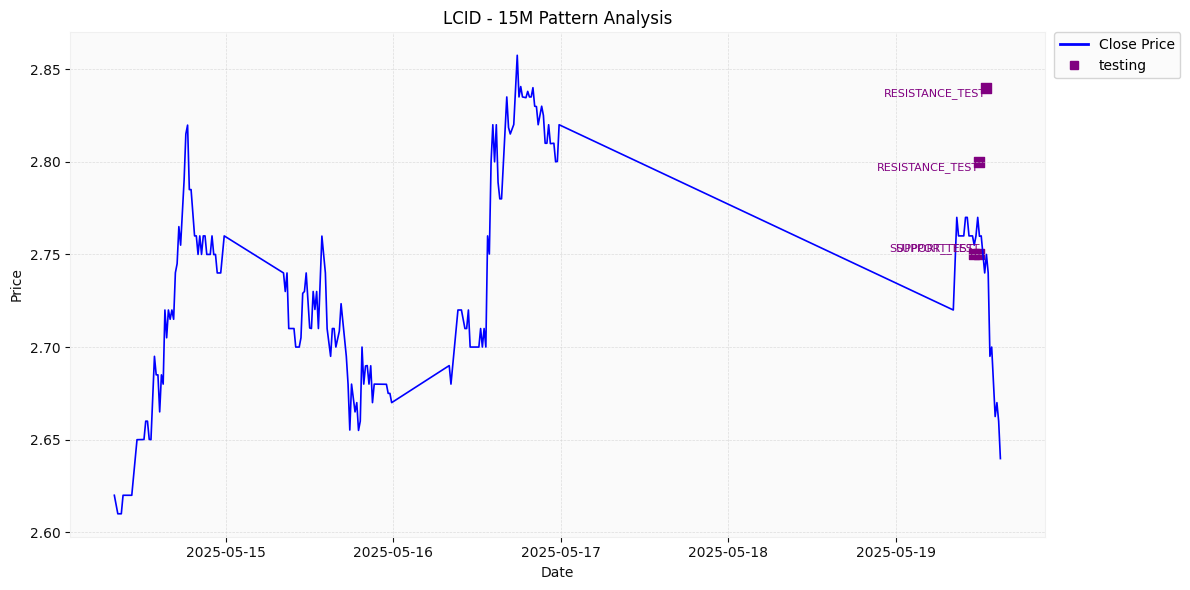 LCID - 15M Pattern Analysis
Close Price
testing
2.85
2.80
2.75
2.70
2.65
2.60
Price
RESISTANCE_TEST
RESISTANCE_TEST
SUPPORT_TEST
SUPPORT_TEST
2025-05-15
2025-05-16
2025-05-17
2025-05-18
2025-05-19
Date